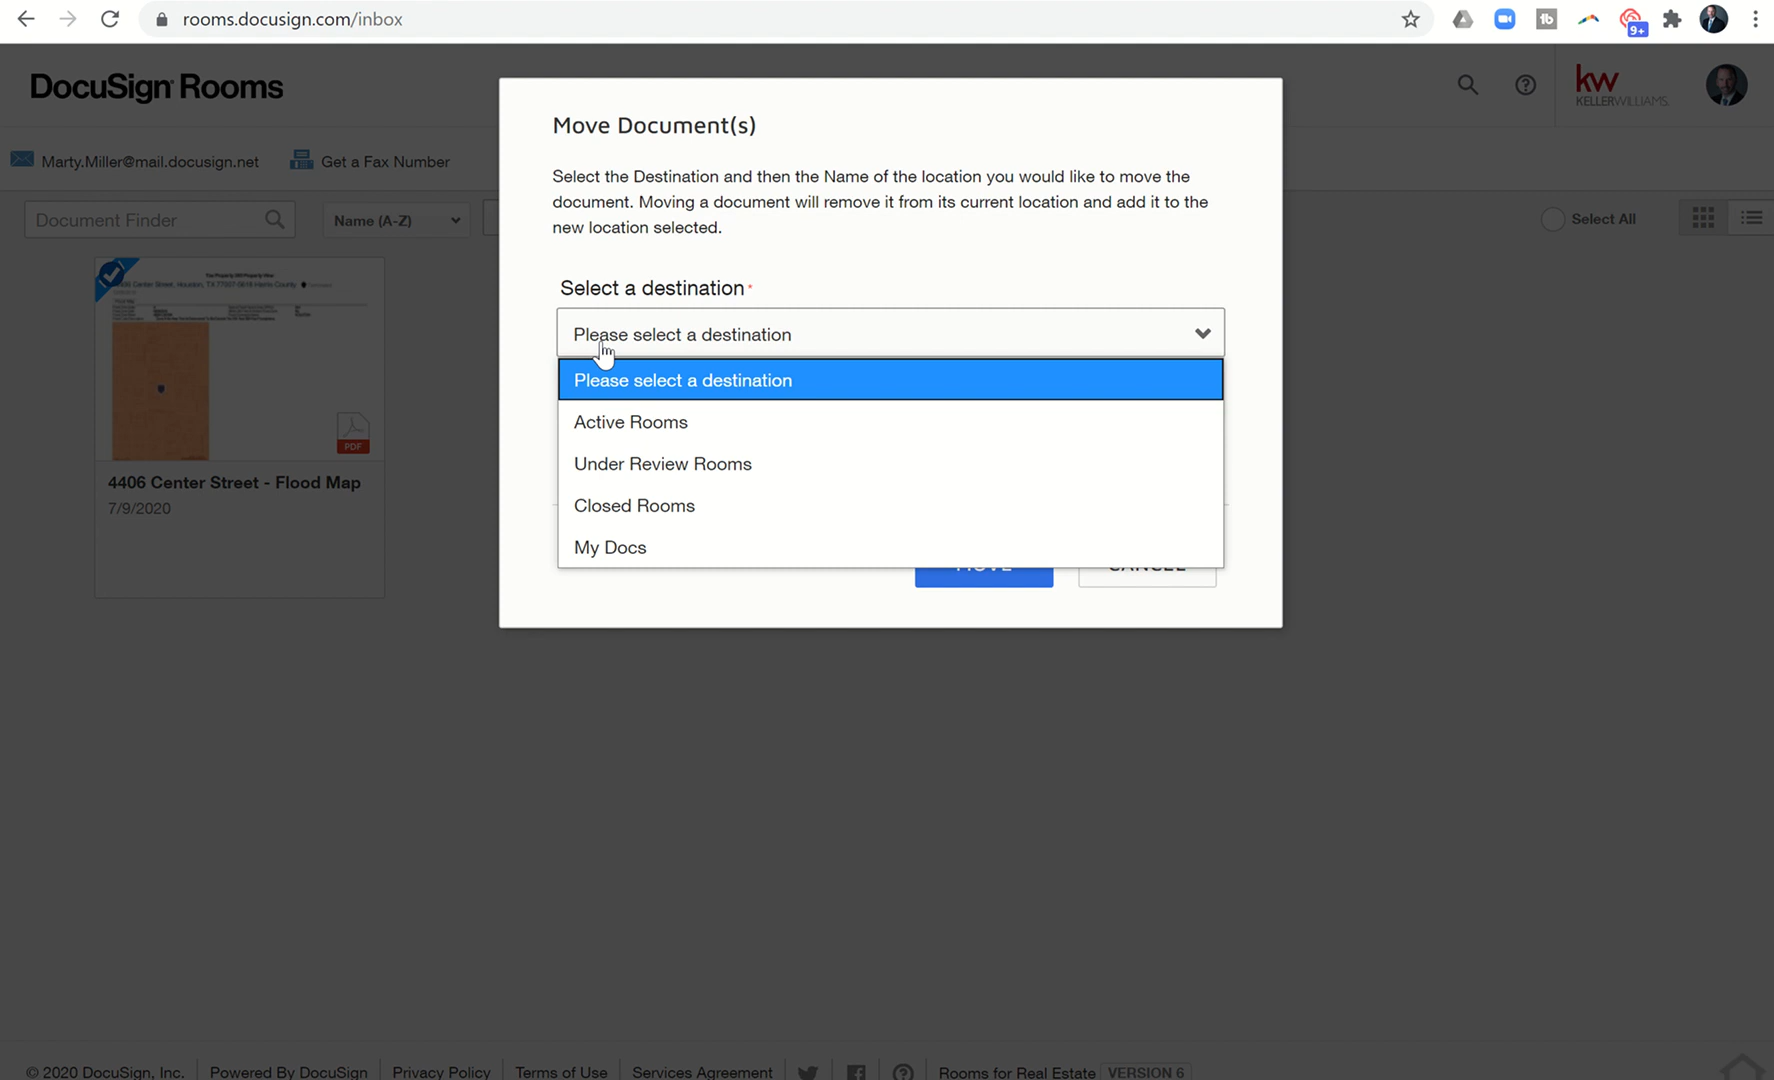 rooms.docusign.com/inbox
9+
DocuSign Rooms
kw
KELLERWILLIAMS.
Marty.Miller@mail.docusign.net
Get a Fax Number
Document Finder
Name (A-Z)
Select All
Move Document(s)
Select the Destination and then the Name of the location you would like to move the
document. Moving a document will remove it from its current location and add it to the
new location selected.
Select a destination*
Please select a destination
Please select a destination
Active Rooms
Under Review Rooms
Closed Rooms
My Docs
MOVE
CANCEL
PDF
4406 Center Street - Flood Map
7/9/2020
© 2020 DocuSign, Inc.
Powered By DocuSign
Privacy Policy
Terms of Use
Services Agreement
Rooms for Real Estate
VERSION 6